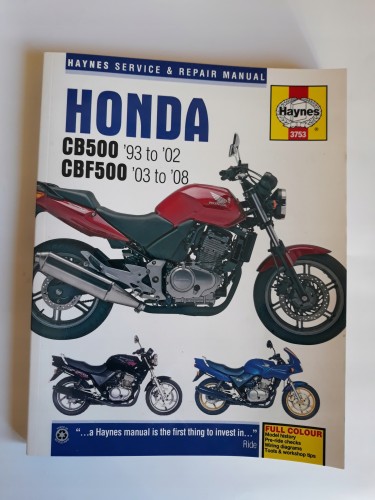 HAYNES SERVICE & REPAIR MANUAL
HONDA
Haynes
3753
CB500 '93 to '02
CBF500 '03 to '08
"...a Haynes manual is the first thing to invest in..."
Ride
FULL COLOUR
Model history
Pre-ride checks
Wiring diagrams
Tools & workshop tips